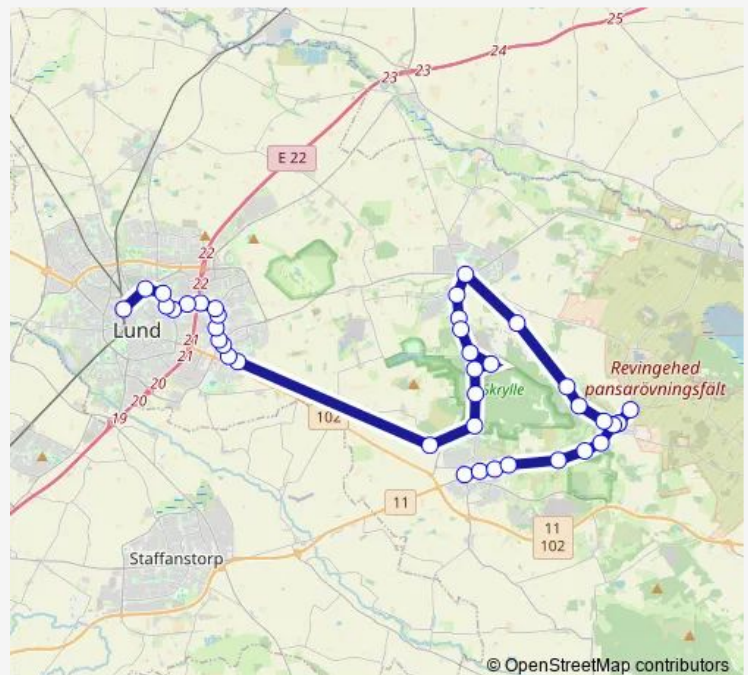 25
24
23
23
E 22
22
22
Lund
21
21
20
20
19
102
Skrylle
Revingehed
pansarövningsfält
11
11
102
Staffanstorp
© OpenStreetMap contributors